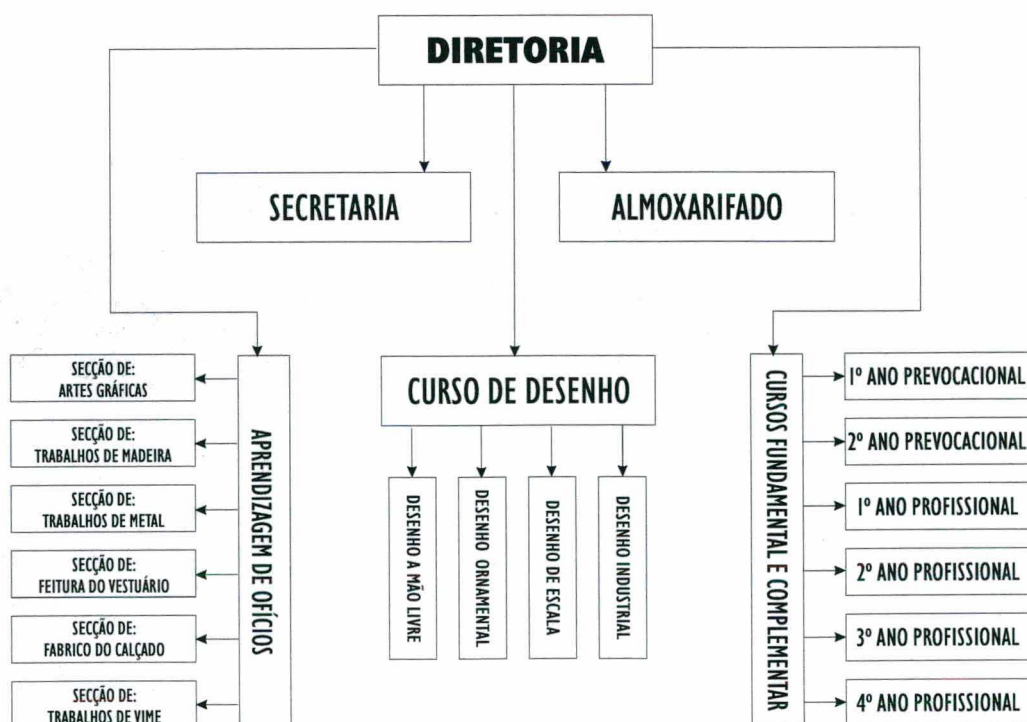 DIRETORIA
SECRETARIA
ALMOXARIFADO
APRENDIZAGEM DE OFÍCIOS
SECÇÃO DE:
ARTES GRÁFICAS
SECÇÃO DE:
TRABALHOS DE MADEIRA
SECÇÃO DE:
TRABALHOS DE METAL
SECÇÃO DE:
FEITURA DO VESTUÁRIO
SECÇÃO DE:
FABRICO DO CALÇADO
SECÇÃO DE:
TRABALHOS DE VIME
CURSO DE DESENHO
DESENHO A MÃO LIVRE
DESENHO ORNAMENTAL
DESENHO DE ESCALA
DESENHO INDUSTRIAL
CURSOS FUNDAMENTAL E COMPLEMENTAR
1º ANO PREVOCACIONAL
2º ANO PREVOCACIONAL
1º ANO PROFISSIONAL
2º ANO PROFISSIONAL
3º ANO PROFISSIONAL
4º ANO PROFISSIONAL